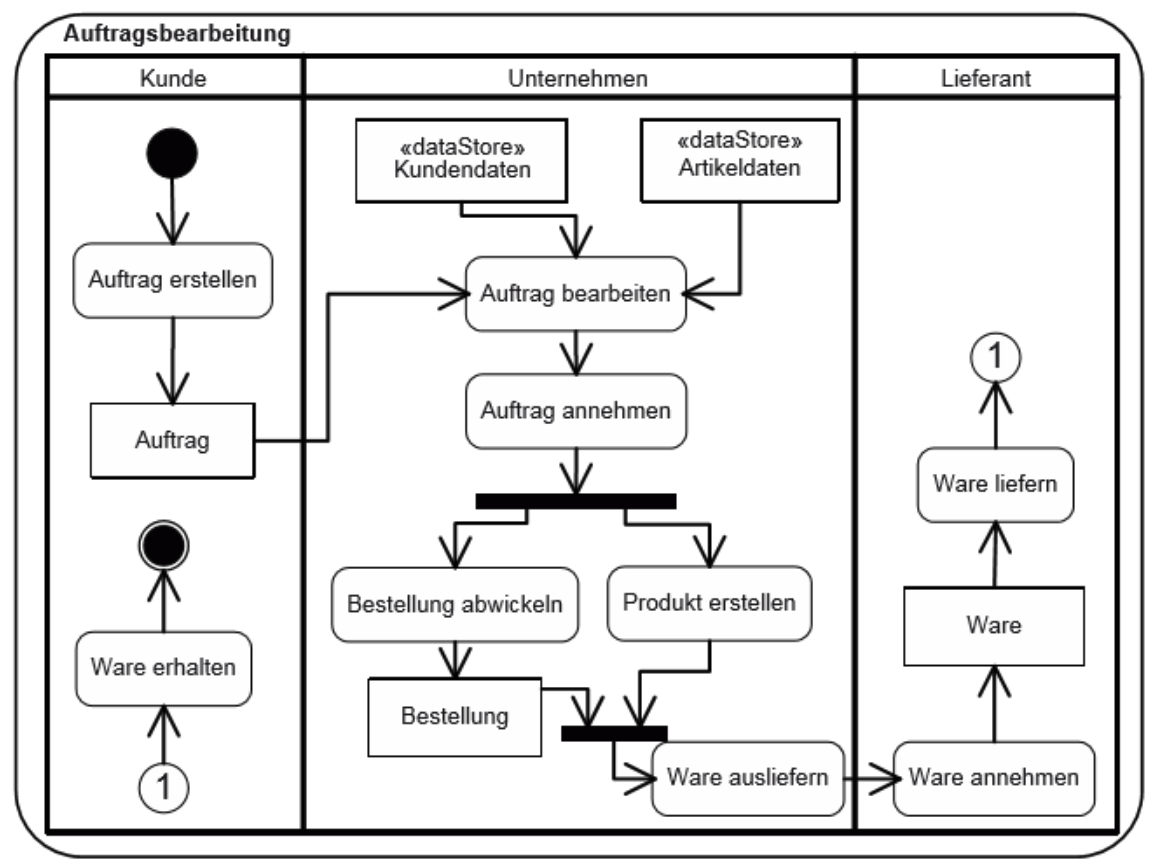 Auftragsbearbeitung
Kunde
Unternehmen
Lieferant
«dataStore»
Kundendaten
«dataStore»
Artikeldaten
Auftrag erstellen
Auftrag bearbeiten
Auftrag
Auftrag annehmen
1
Ware liefern
Bestellung abwickeln
Produkt erstellen
Ware
Ware erhalten
Bestellung
1
Ware ausliefern
Ware annehmen